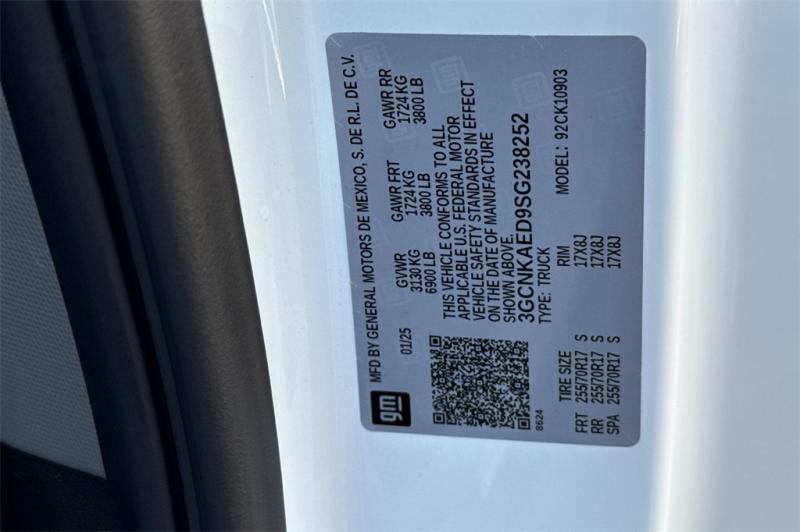 gm MFD BY GENERAL MOTORS DE MEXICO, S. DE R.L. DE C.V.
01/25 GVWR GAWR FRT GAWR RR
3130 KG 1724 KG 1724 KG
6900 LB 3800 LB 3800 LB
THIS VEHICLE CONFORMS TO ALL
APPLICABLE U.S. FEDERAL MOTOR
VEHICLE SAFETY STANDARDS IN EFFECT
ON THE DATE OF MANUFACTURE
SHOWN ABOVE.
3GCNKAED9SG238252
8624 TYPE: TRUCK MODEL: 92CK10903
TIRE SIZE RIM
FRT 255/70R17 S 17X8J
RR 255/70R17 S 17X8J
SPA 255/70R17 S 17X8J